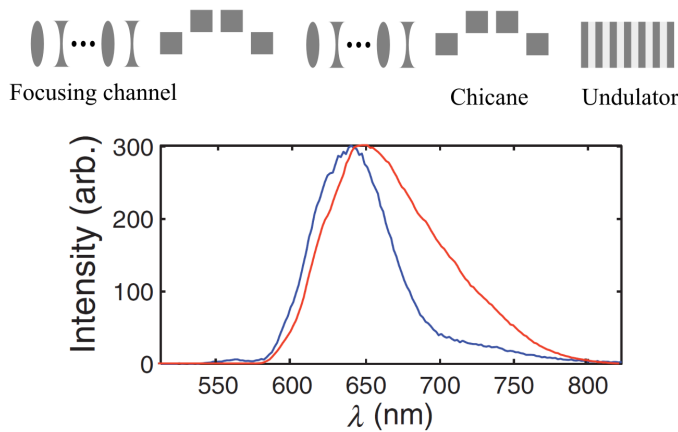 Focusing channel
Chicane
Undulator
Intensity (arb.)
300
200
100
0
550
600
650
700
750
800
λ (nm)